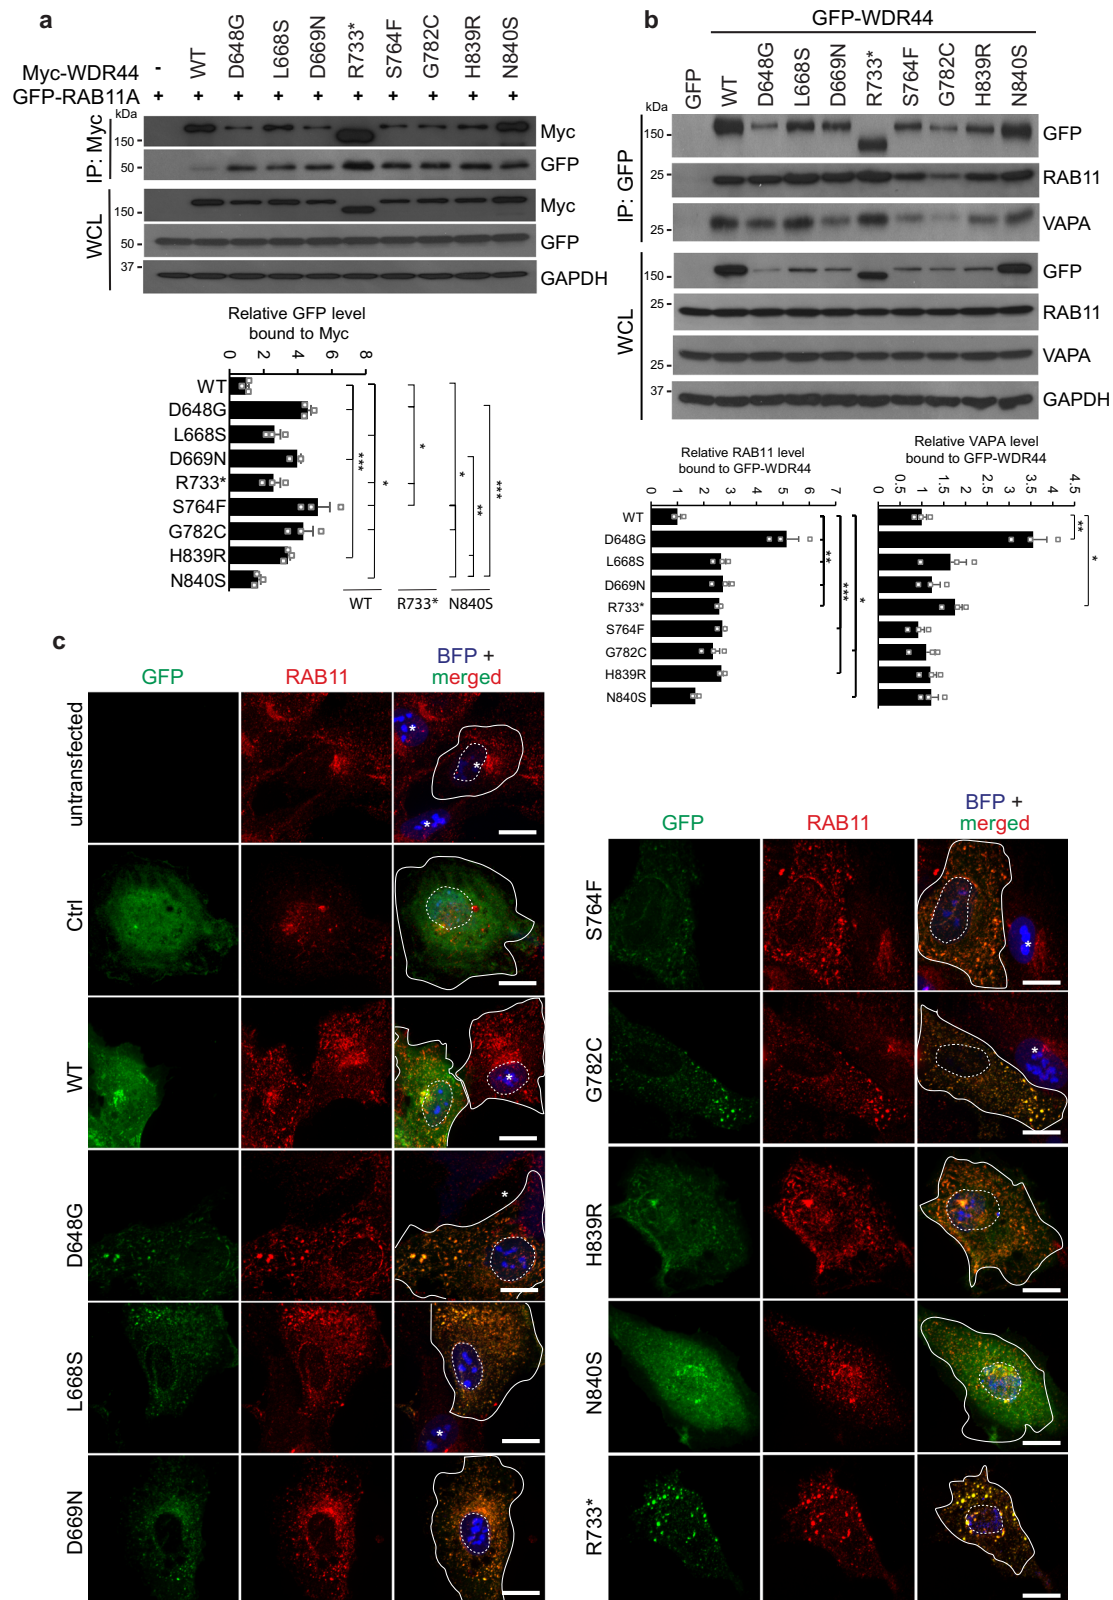 a
Myc-WDR44
- WT D648G L668S D669N R733* S764F G782C H839R N840S
GFP-RAB11A
+ + + + + + + + + +
kDa
IP: Myc
150
Myc
50
GFP
WCL
150
Myc
50
GFP
37
GAPDH
Relative GFP level
bound to Myc
0 2 4 6 8
WT
D648G
L668S
D669N
R733*
S764F
G782C
H839R
N840S
*** * * * ** ***
WT R733* N840S
b
GFP-WDR44
GFP WT D648G L668S D669N R733* S764F G782C H839R N840S
kDa
IP: GFP
150
GFP
25
RAB11
25
VAPA
WCL
150
GFP
25
RAB11
25
VAPA
37
GAPDH
Relative RAB11 level
bound to GFP-WDR44
0 1 2 3 4 5 6 7
WT
D648G
L668S
D669N
R733*
S764F
G782C
H839R
N840S
** *** *
Relative VAPA level
bound to GFP-WDR44
0 0.5 1 1.5 2 2.5 3 3.5 4 4.5
** *
c
GFP RAB11 BFP +
merged
untransfected
* * *
Ctrl
WT
*
D648G
*
L668S
*
D669N
GFP RAB11 BFP +
merged
S764F
*
G782C
*
H839R
N840S
R733*